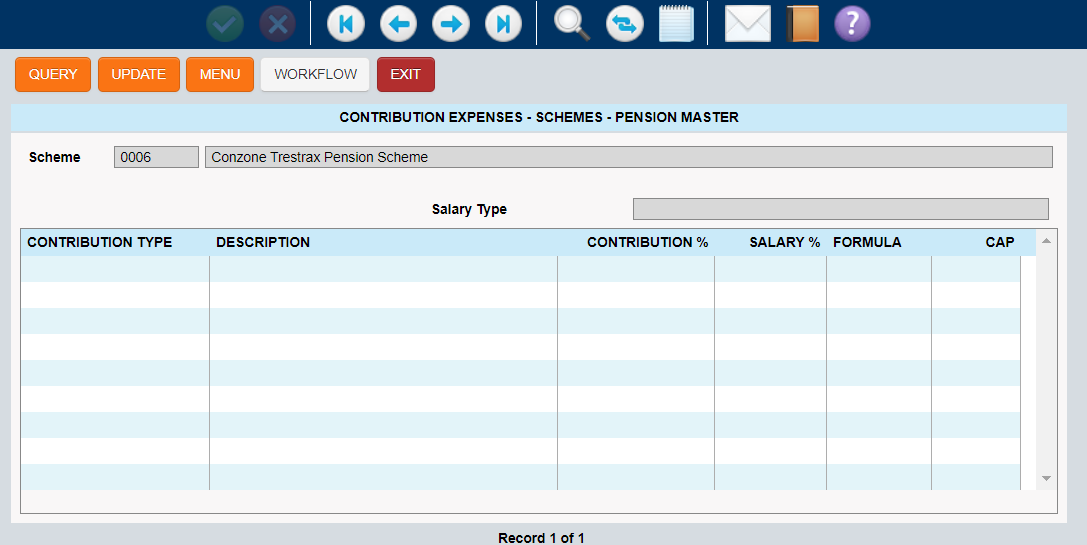 ?
QUERY UPDATE MENU WORKFLOW EXIT
CONTRIBUTION EXPENSES - SCHEMES - PENSION MASTER
Scheme 0006 Conzone Trestrax Pension Scheme
Salary Type
CONTRIBUTION TYPE DESCRIPTION CONTRIBUTION % SALARY % FORMULA CAP
Record 1 of 1